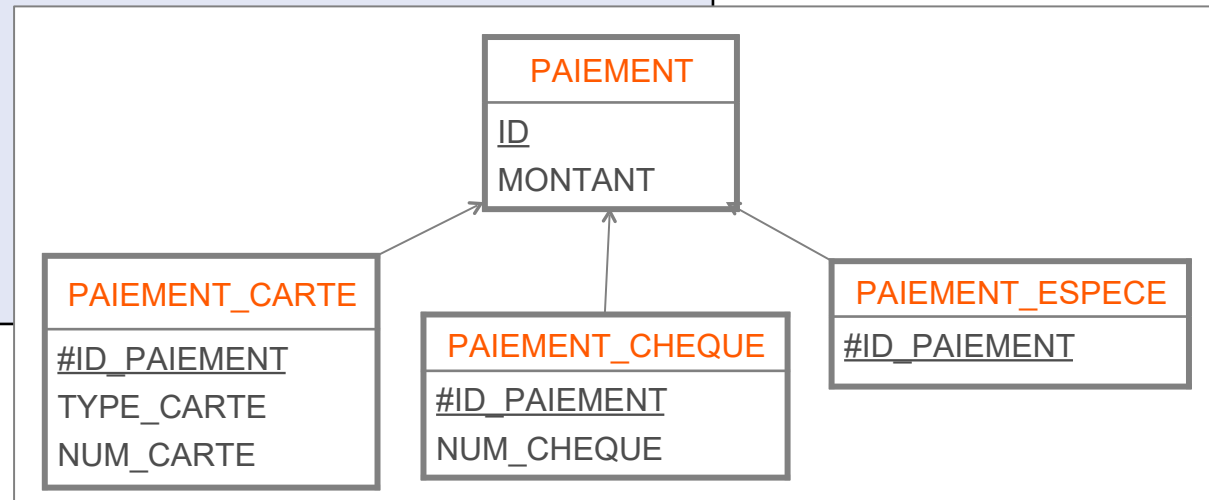 PAIEMENT
ID
MONTANT
PAIEMENT_CARTE
#ID_PAIEMENT
TYPE_CARTE
NUM_CARTE
PAIEMENT_CHEQUE
#ID_PAIEMENT
NUM_CHEQUE
PAIEMENT_ESPECE
#ID_PAIEMENT